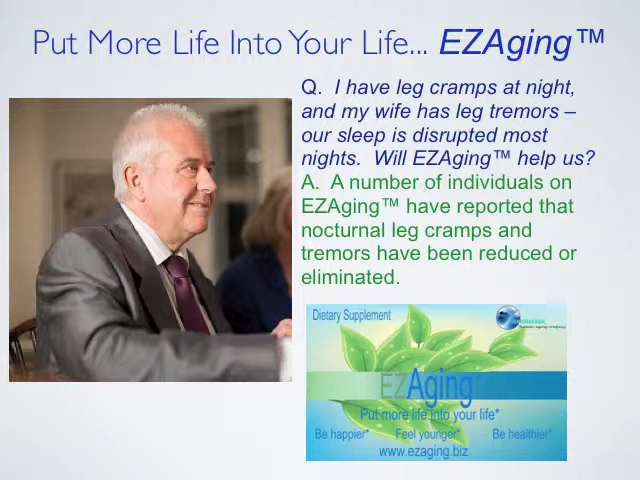 Put More Life Into Your Life... EZAging™
Q. I have leg cramps at night,
and my wife has leg tremors –
our sleep is disrupted most
nights. Will EZAging™ help us?
A. A number of individuals on
EZAging™ have reported that
nocturnal leg cramps and
tremors have been reduced or
eliminated.
Dietary Supplement
EZAging
Put more life into your life*
Be happier* Feel younger* Be healthier*
www.ezaging.biz